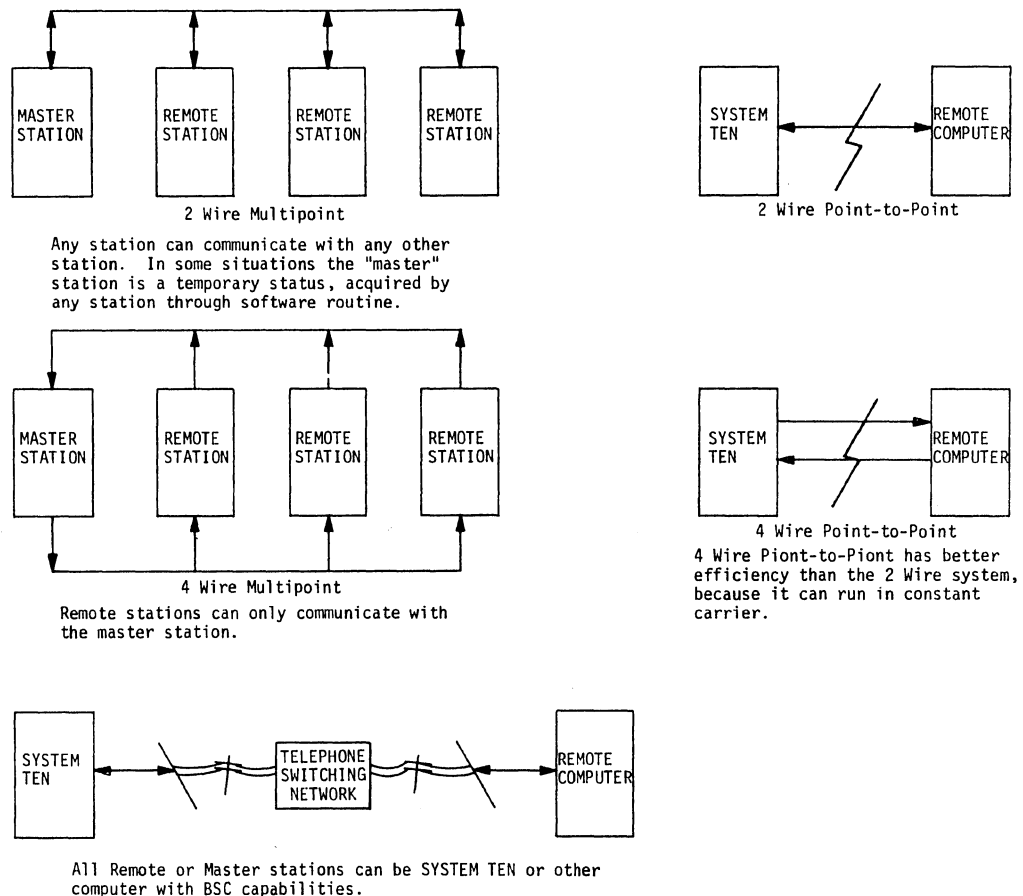 MASTER
STATION
REMOTE
STATION
REMOTE
STATION
REMOTE
STATION
2 Wire Multipoint
Any station can communicate with any other
station. In some situations the "master"
station is a temporary status, acquired by
any station through software routine.
SYSTEM
TEN
REMOTE
COMPUTER
2 Wire Point-to-Point
MASTER
STATION
REMOTE
STATION
REMOTE
STATION
REMOTE
STATION
4 Wire Multipoint
Remote stations can only communicate with
the master station.
SYSTEM
TEN
REMOTE
COMPUTER
4 Wire Point-to-Point
4 Wire Piont-to-Piont has better
efficiency than the 2 Wire system,
because it can run in constant
carrier.
SYSTEM
TEN
TELEPHONE
SWITCHING
NETWORK
REMOTE
COMPUTER
All Remote or Master stations can be SYSTEM TEN or other
computer with BSC capabilities.